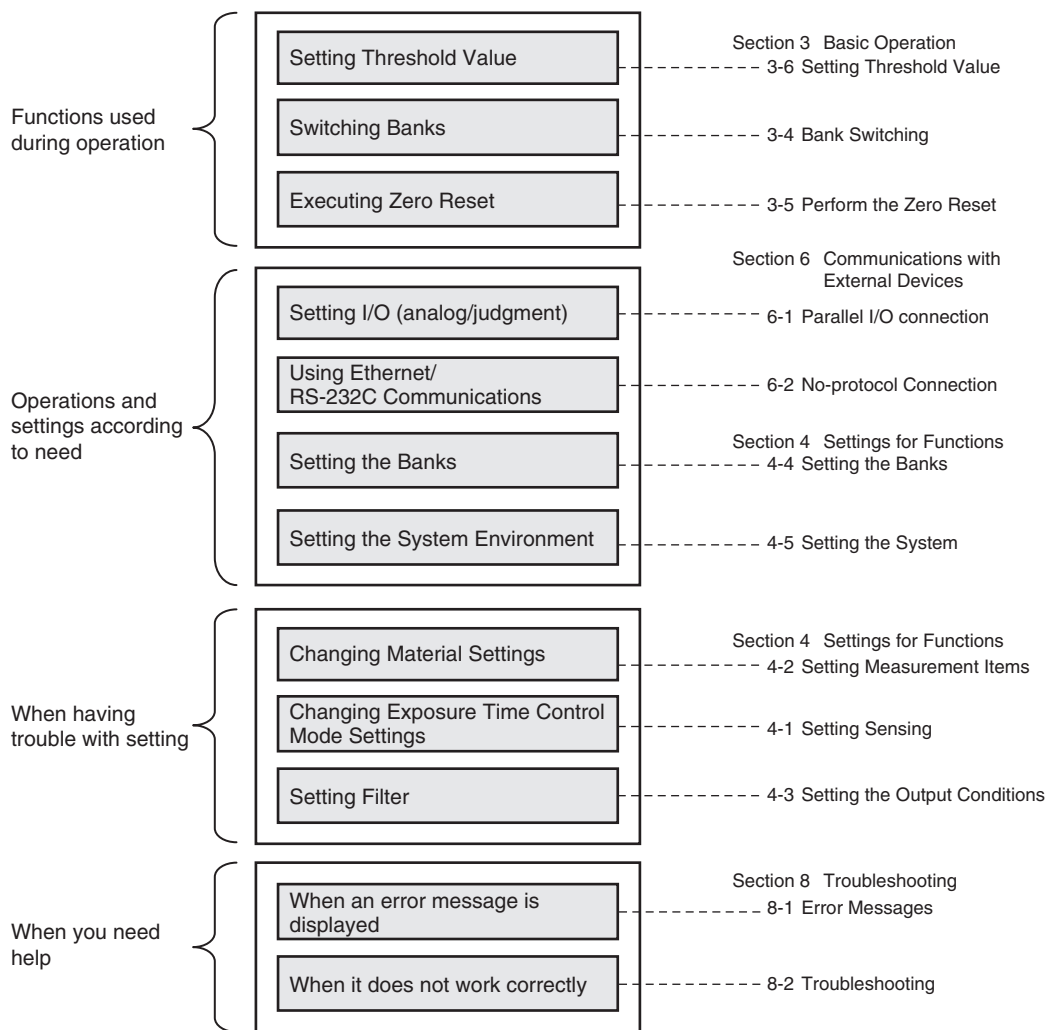 Functions used
during operation
Setting Threshold Value
Section 3 Basic Operation
3-6 Setting Threshold Value
Switching Banks
3-4 Bank Switching
Executing Zero Reset
3-5 Perform the Zero Reset
Operations and
settings according
to need
Section 6 Communications with
External Devices
Setting I/O (analog/judgment)
6-1 Parallel I/O connection
Using Ethernet/
RS-232C Communications
6-2 No-protocol Connection
Section 4 Settings for Functions
Setting the Banks
4-4 Setting the Banks
Setting the System Environment
4-5 Setting the System
When having
trouble with setting
Section 4 Settings for Functions
Changing Material Settings
4-2 Setting Measurement Items
Changing Exposure Time Control
Mode Settings
4-1 Setting Sensing
Setting Filter
4-3 Setting the Output Conditions
When you need
help
Section 8 Troubleshooting
When an error message is
displayed
8-1 Error Messages
When it does not work correctly
8-2 Troubleshooting